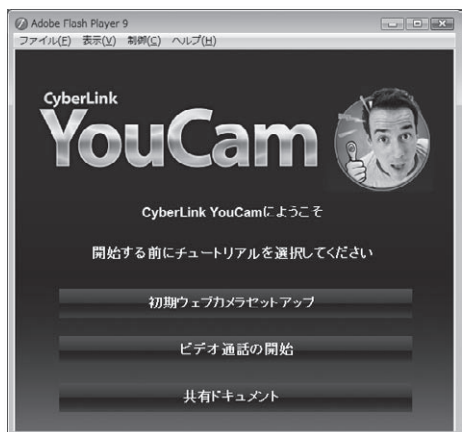 Adobe Flash Player 9
ファイル(F) 表示(V) 制御(C) ヘルプ(H)
CyberLink
YouCam
CyberLink YouCamにようこそ
開始する前にチュートリアルを選択してください
初期ウェブカメラセットアップ
ビデオ通話の開始
共有ドキュメント